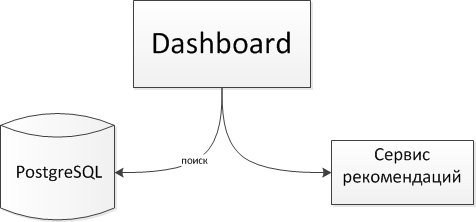 Dashboard
поиск
PostgreSQL
Сервис
рекомендаций